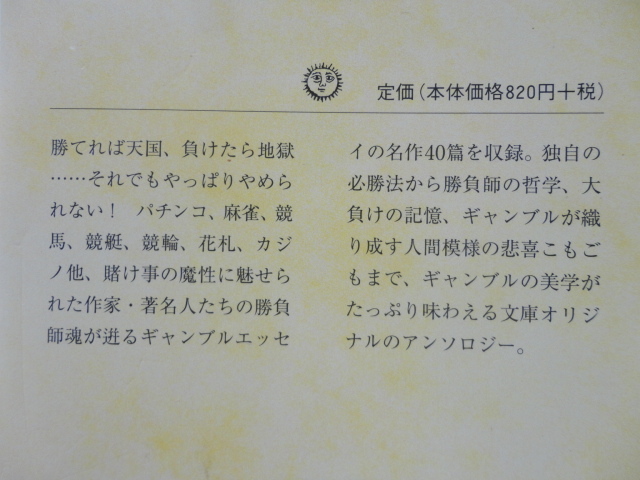 定価(本体価格820円+税)
勝てれば天国、負けたら地獄
……それでもやっぱりやめら
れない! パチンコ、麻雀、競
馬、競艇、競輪、花札、カジ
ノ他、賭け事の魔性に魅せら
れた作家・著名人たちの勝負
師魂が迸るギャンブルエッセ
イの名作40篇を収録。独自の
必勝法から勝負師の哲学、大
負けの記憶、ギャンブルが織
り成す人間模様の悲喜こもご
もまで、ギャンブルの美学が
たっぷり味わえる文庫オリジ
ナルのアンソロジー。